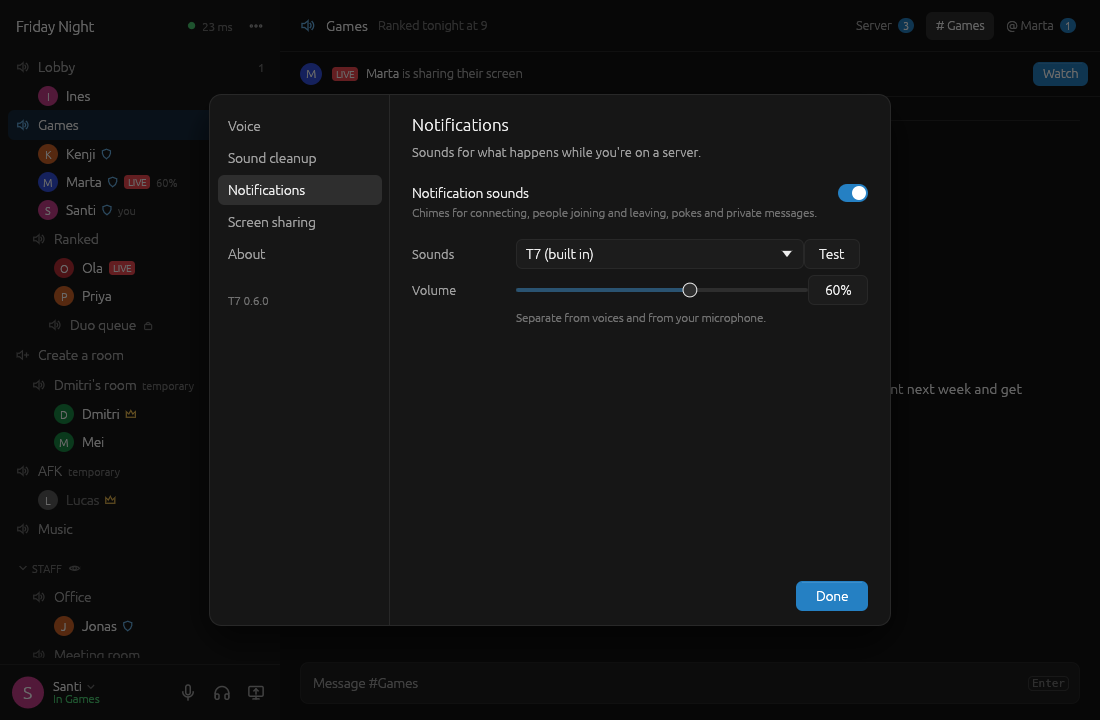 Friday Night
23 ms
Games
Ranked tonight at 9
Server 3
# Games
@ Marta 1
Lobby 1
I Ines
Games
K Kenji
M Marta LIVE 60%
S Santi you
Ranked
O Ola LIVE
P Priya
Duo queue
Create a room
Dmitri's room temporary
D Dmitri
M Mei
AFK temporary
L Lucas
Music
STAFF
Office
J Jonas
Meeting room
S Santi
In Games
M LIVE Marta is sharing their screen
Watch
Voice
Sound cleanup
Notifications
Screen sharing
About
T7 0.6.0
Notifications
Sounds for what happens while you're on a server.
Notification sounds
Chimes for connecting, people joining and leaving, pokes and private messages.
Sounds T7 (built in) Test
Volume 60%
Separate from voices and from your microphone.
Done
nt next week and get
Message #Games Enter